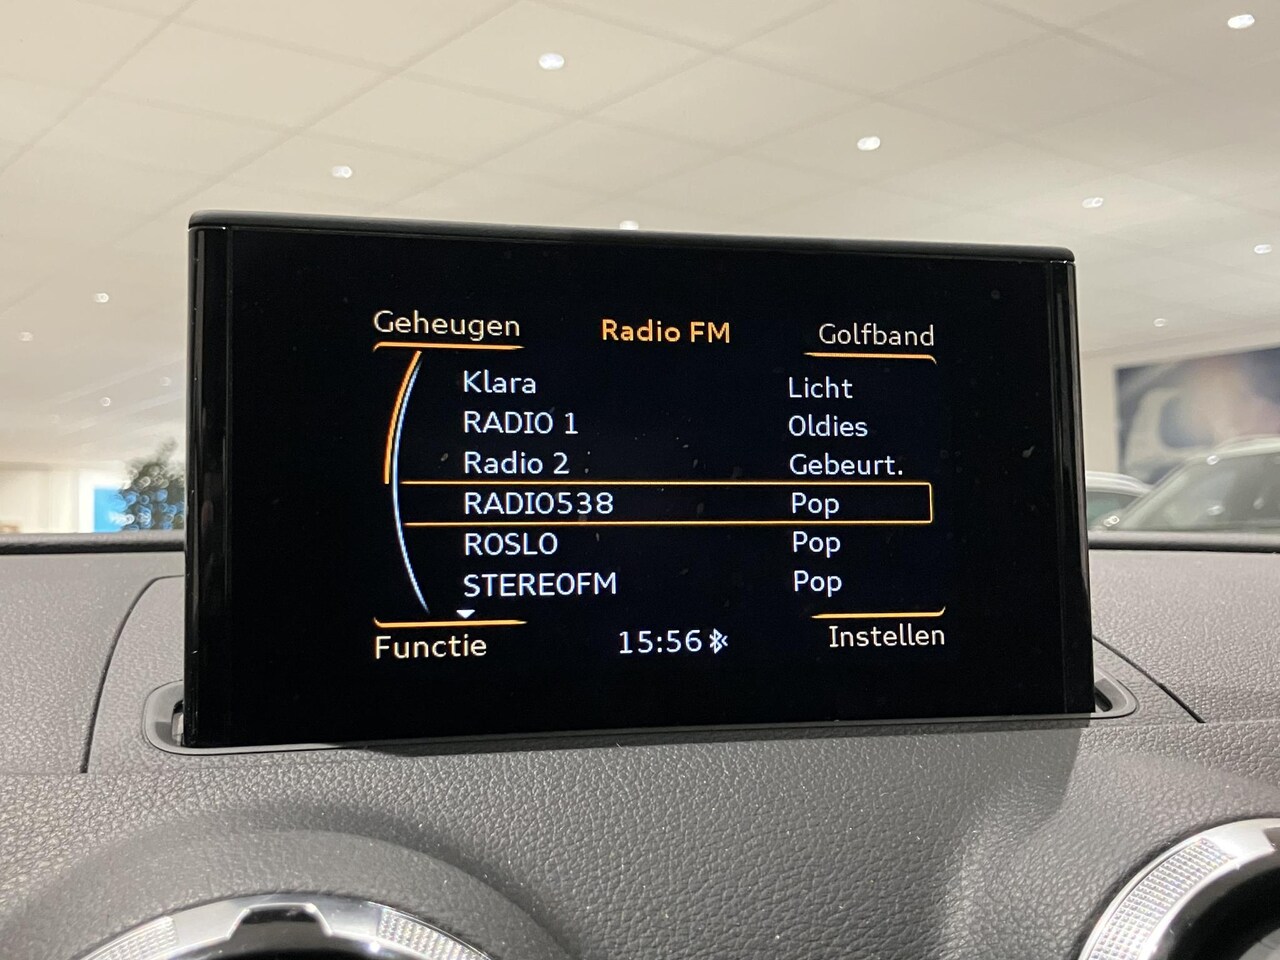 Geheugen Radio FM Golfband
Klara Licht
RADIO 1 Oldies
Radio 2 Gebeurt.
RADIO538 Pop
ROSLO Pop
STEREOFM Pop
Functie 15:56 Instellen